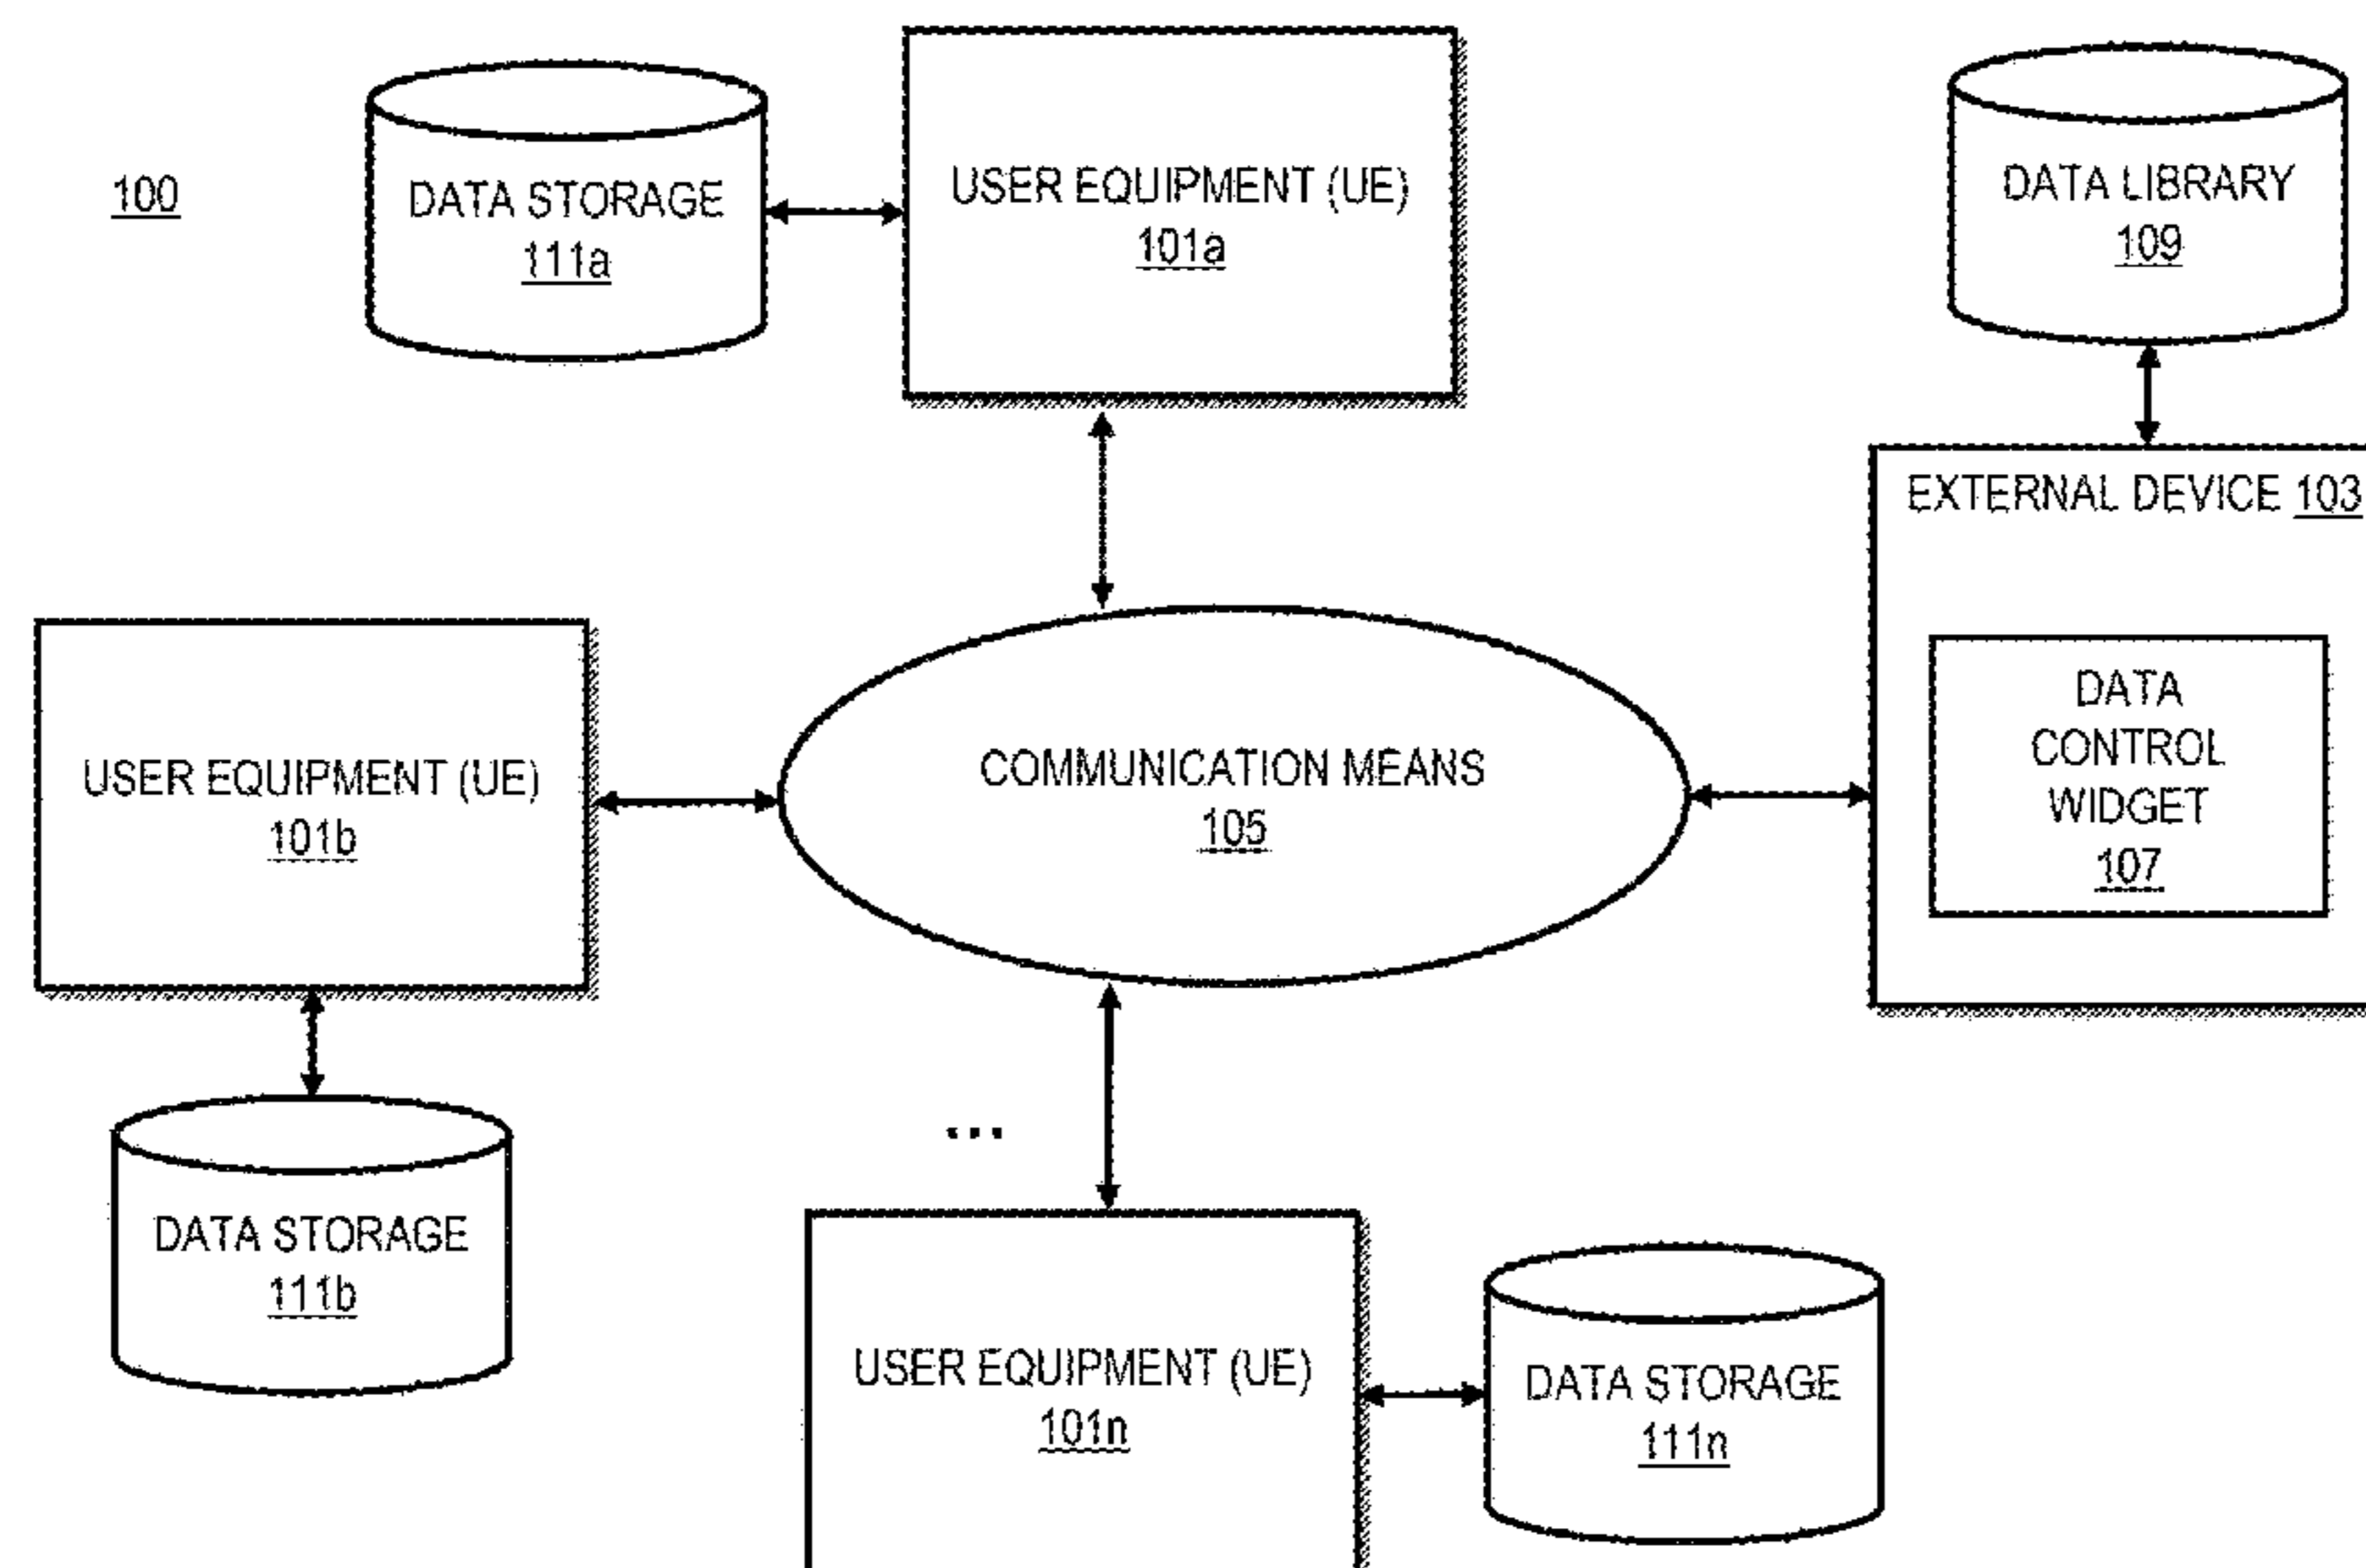 100
DATA STORAGE
111a
USER EQUIPMENT (UE)
101a
DATA LIBRARY
109
EXTERNAL DEVICE 103
DATA
CONTROL
WIDGET
107
USER EQUIPMENT (UE)
101b
COMMUNICATION MEANS
105
DATA STORAGE
111b
...
USER EQUIPMENT (UE)
101n
DATA STORAGE
111n